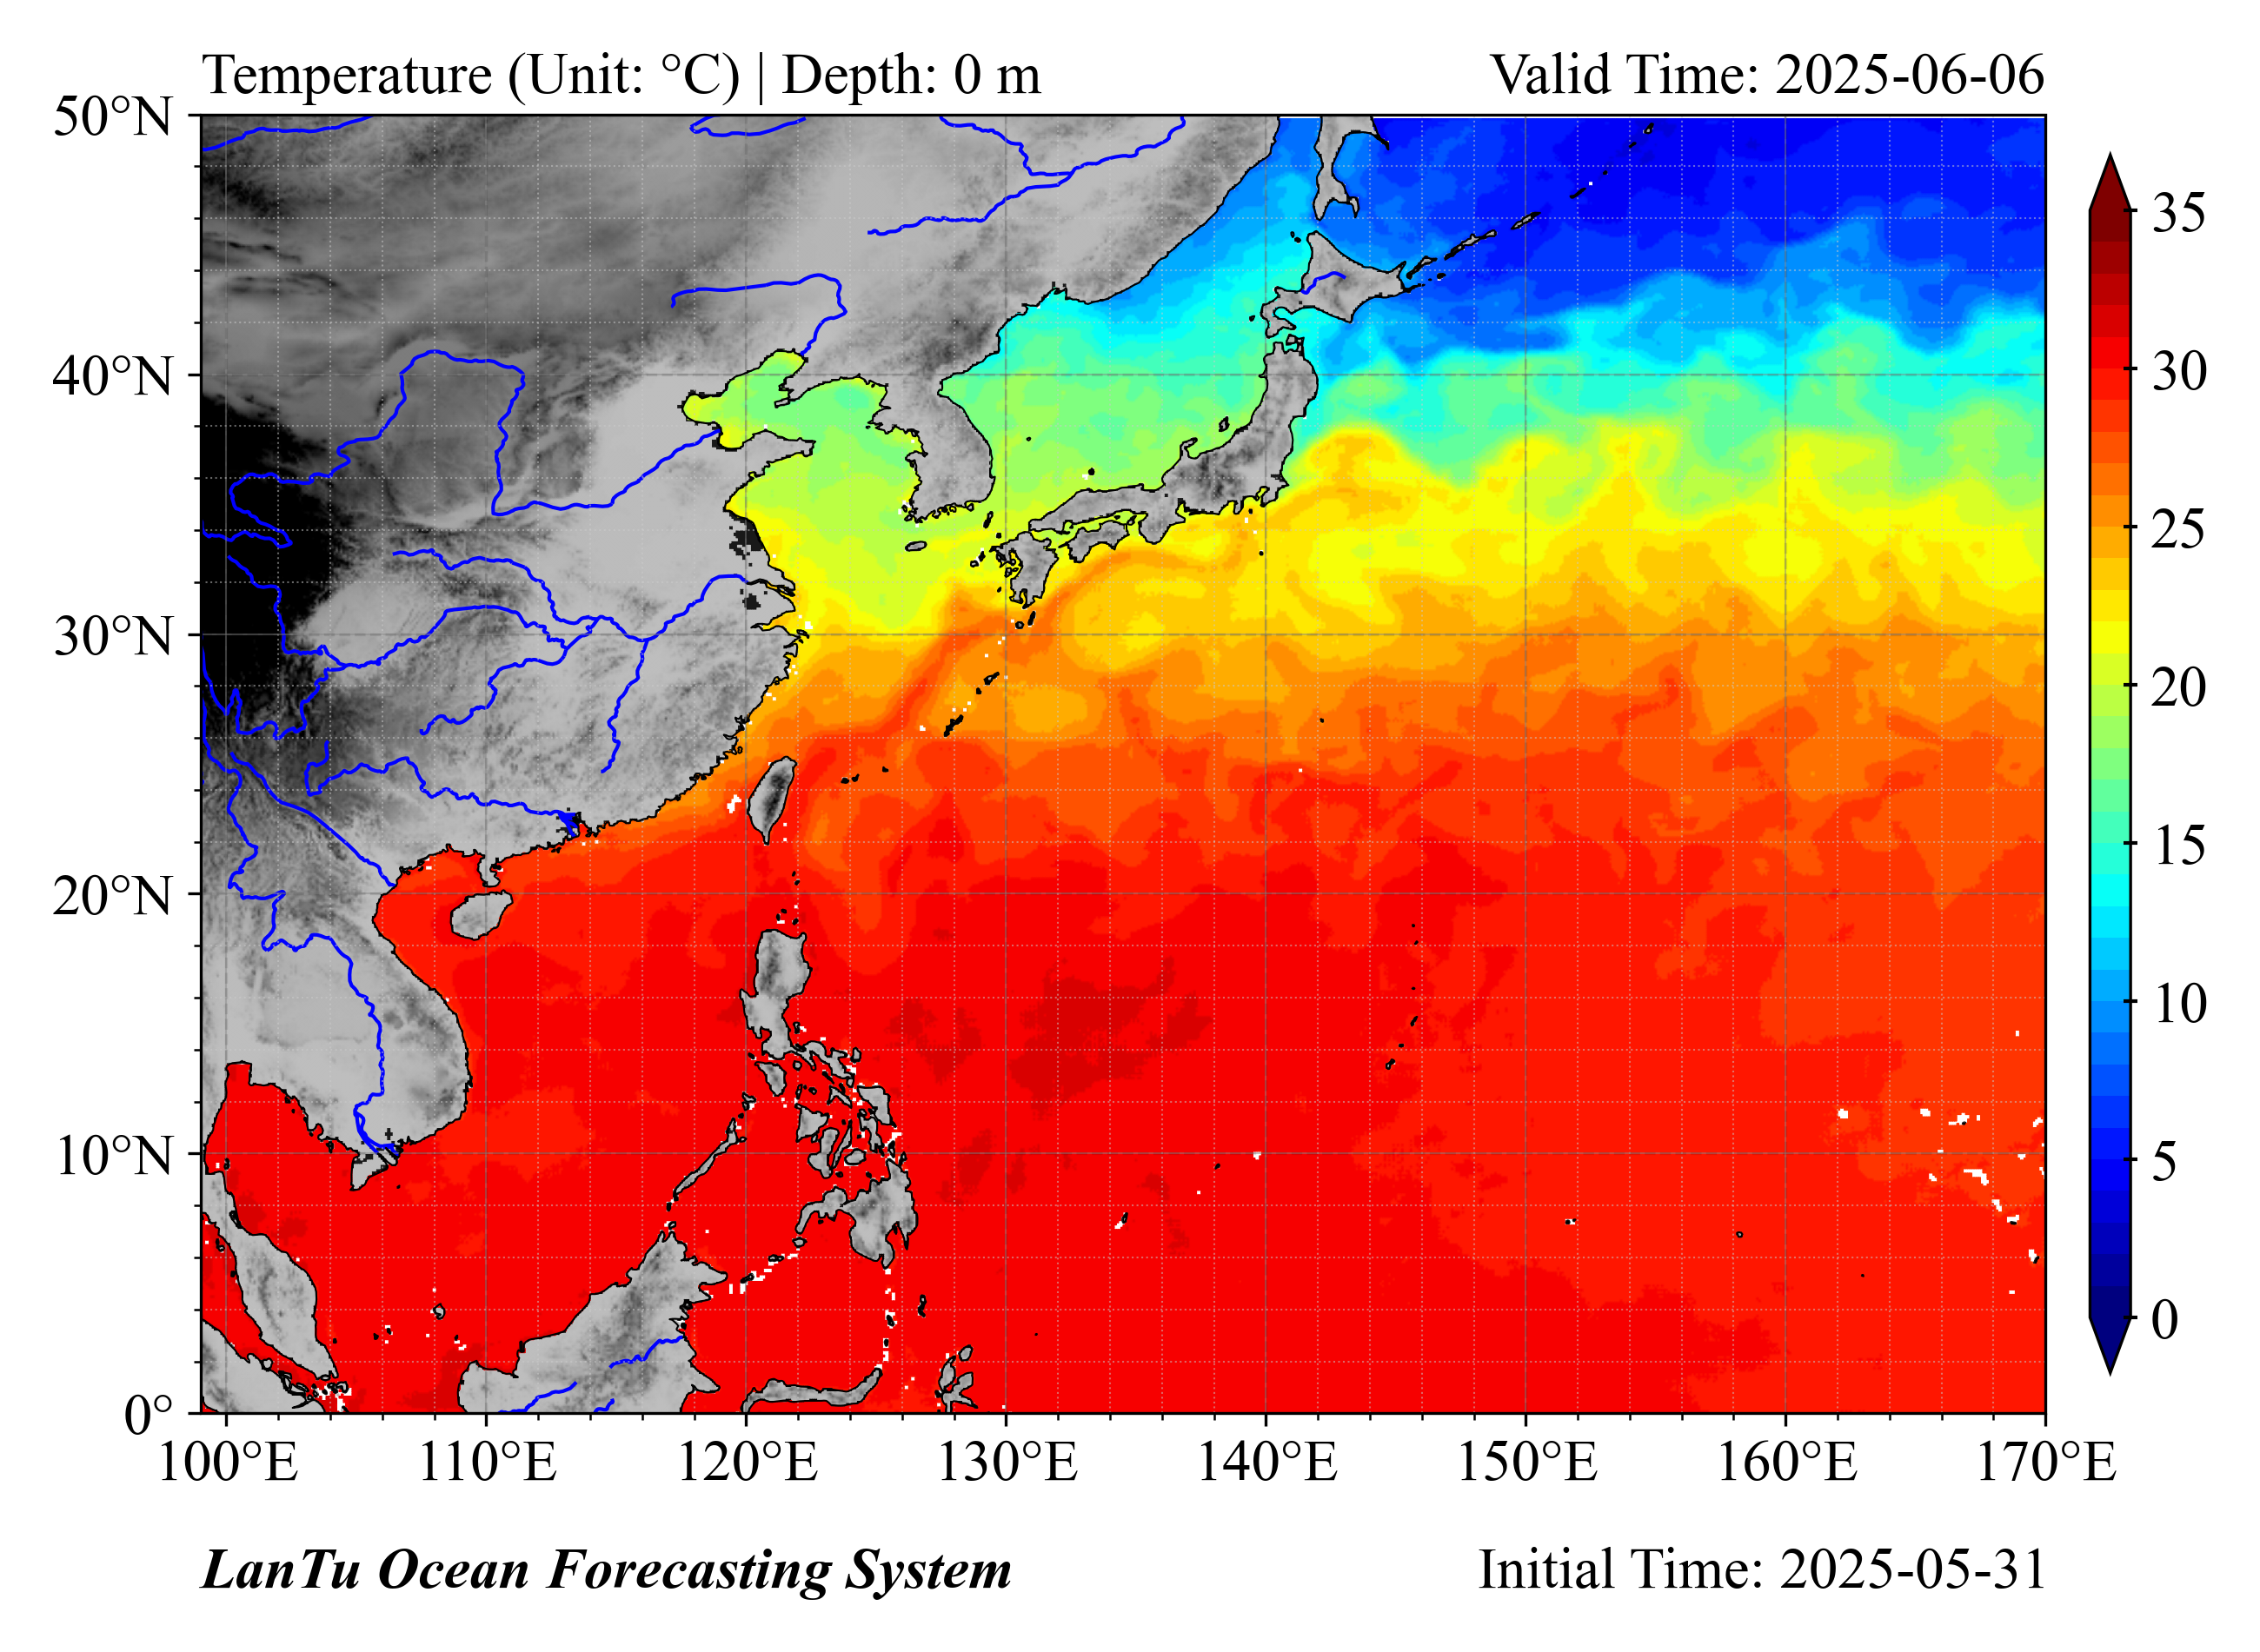 Temperature (Unit: °C) | Depth: 0 m
Valid Time: 2025-06-06
50°N
40°N
30°N
20°N
10°N
0°
100°E
110°E
120°E
130°E
140°E
150°E
160°E
170°E
35
30
25
20
15
10
5
0
LanTu Ocean Forecasting System
Initial Time: 2025-05-31